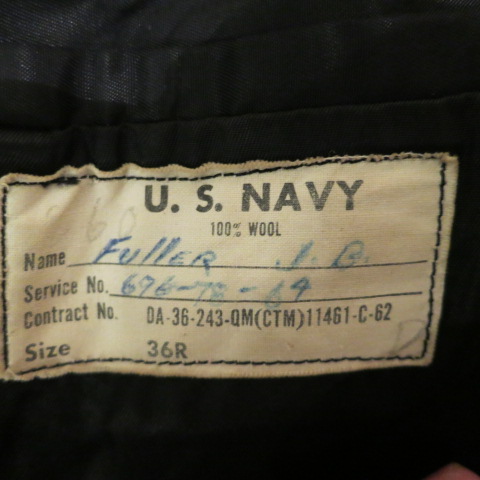 U. S. NAVY
100% WOOL
Name FulleR J. B.
Service No. 696-78-64
Contract No. DA-36-243-QM(CTM)11461-C-62
Size 36R